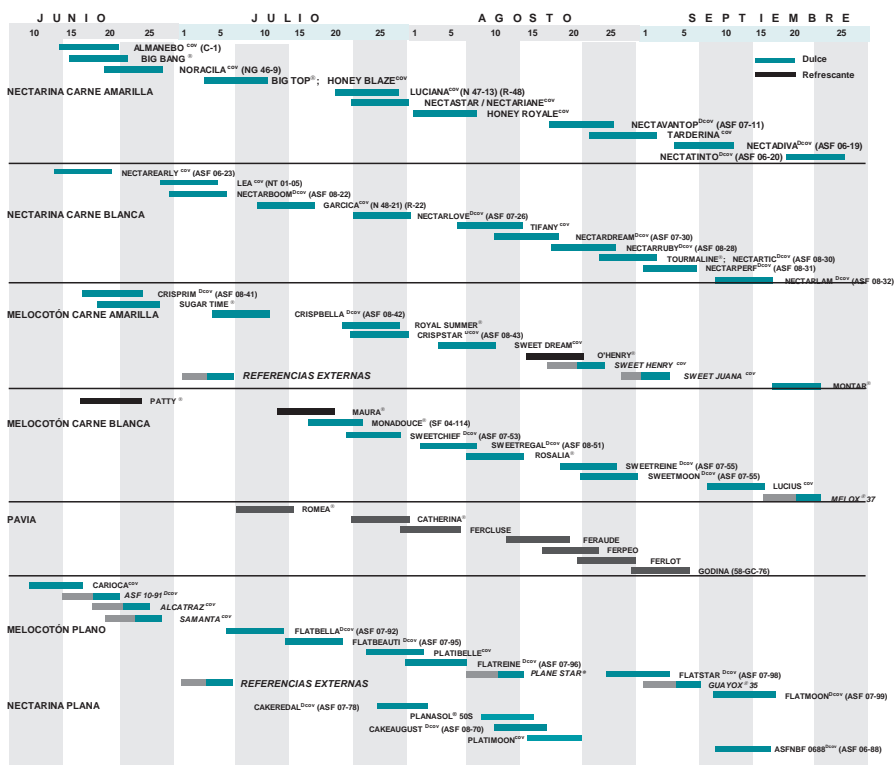 J U N I O J U L I O A G O S T O S E P T I E M B R E
10 15 20 25 1 5 10 15 20 25 1 5 10 15 20 25 1 5 10 15 20 25
ALMANEBO cov (C-1)
BIG BANG ®
NORACILA cov (NG 46-9)
BIG TOP® ; HONEY BLAZE cov
Dulce
Refrescante
NECTARINA CARNE AMARILLA
LUCIANA cov (N 47-13) (R-48)
NECTASTAR / NECTARIANE cov
HONEY ROYALE cov
NECTAVANTOP Dcov (ASF 07-11)
TARDERINA cov
NECTADIVA Dcov (ASF 06-19)
NECTATINTO Dcov (ASF 06-20)
NECTAREARLY cov (ASF 06-23)
LEA cov (NT 01-05)
NECTARBOOM Dcov (ASF 08-22)
GARCICA cov (N 48-21) (R-22)
NECTARINA CARNE BLANCA
NECTARLOVE Dcov (ASF 07-26)
TIFANY cov
NECTARDREAM Dcov (ASF 07-30)
NECTARRUBY Dcov (ASF 08-28)
TOURMALINE® ; NECTARTIC Dcov (ASF 08-30)
NECTARPERF Dcov (ASF 08-31)
NECTARLAM Dcov (ASF 08-32)
CRISPRIM Dcov (ASF 08-41)
SUGAR TIME ®
MELOCOTÓN CARNE AMARILLA
CRISPBELLA Dcov (ASF 08-42)
ROYAL SUMMER®
CRISPSTAR Dcov (ASF 08-43)
SWEET DREAM cov
O'HENRY®
SWEET HENRY cov
REFERENCIAS EXTERNAS
SWEET JUANA cov
MONTAR®
PATTY ®
MAURA®
MELOCOTÓN CARNE BLANCA
MONADOUCE® (SF 04-114)
SWEETCHIEF Dcov (ASF 07-53)
SWEETREGAL Dcov (ASF 08-51)
ROSALIA®
SWEETREINE Dcov (ASF 07-55)
SWEETMOON Dcov (ASF 07-55)
LUCIUS cov
MELOX ® 37
ROMEA®
PAVIA
CATHERINA®
FERCLUSE
FERAUDE
FERPEO
FERLOT
GODINA (58-GC-76)
CARIOCA cov
ASF 10-91 Dcov
ALCATRAZ cov
SAMANTA cov
MELOCOTÓN PLANO
FLATBELLA Dcov (ASF 07-92)
FLATBEAUTI Dcov (ASF 07-95)
PLATIBELLE cov
FLATREINE Dcov (ASF 07-96)
PLANE STAR®
FLATSTAR Dcov (ASF 07-98)
REFERENCIAS EXTERNAS
GUAYOX ® 35
FLATMOON Dcov (ASF 07-99)
NECTARINA PLANA
CAKEREDAL Dcov (ASF 07-78)
PLANASOL® 50S
CAKEAUGUST Dcov (ASF 08-70)
PLATIMOON cov
ASFNBF 0688 Dcov (ASF 06-88)